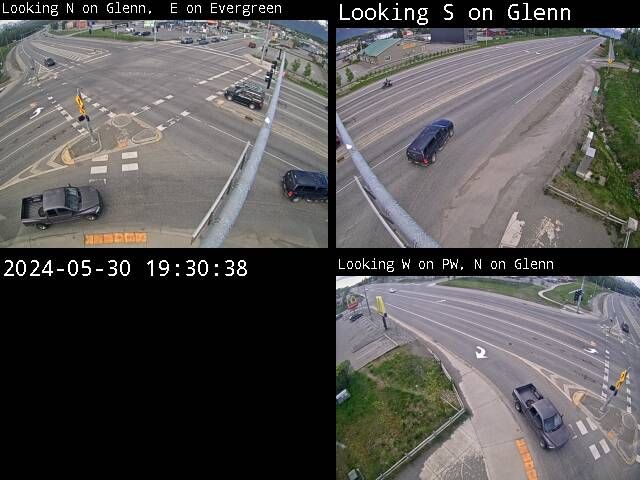 Looking N on Glenn,  E on Evergreen
Looking S on Glenn
2024-05-30 19:30:38
Looking W on PW, N on Glenn